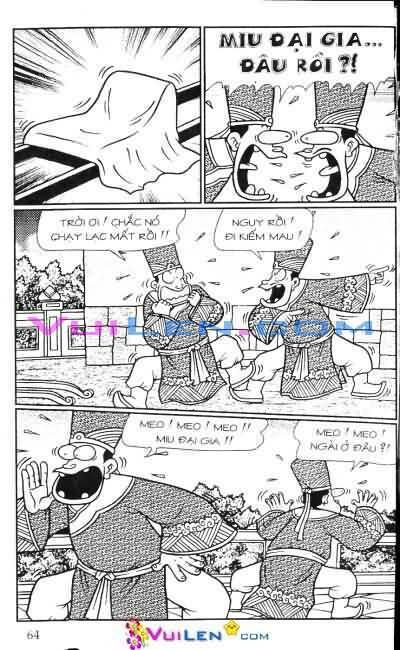 MIU ĐẠI GIA...
ĐÂU RỒI ?!
TRỜI ƠI ! CHẮC NÓ
CHẠY LẠC MẤT RỒI !!
NGUY RỒI !
ĐI KIẾM MAU !
VUILEN.COM
MEO ! MEO ! MEO !!
MIU ĐẠI GIA !!
MEO ! MEO !
NGÀI Ở ĐÂU ?!
64
VUILEN.COM